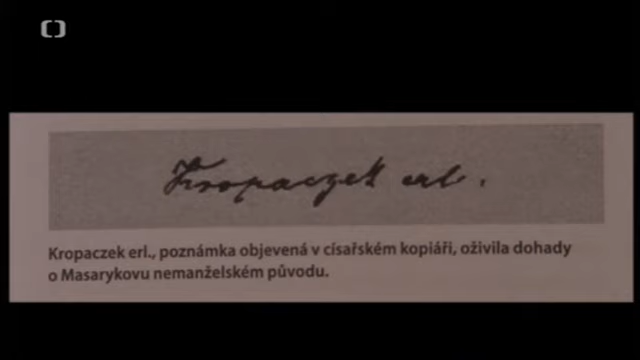 Kropaczek erl.
Kropaczek erl., poznámka objevená v císařském kopiáři, oživila dohady
o Masarykovu nemanželském původu.